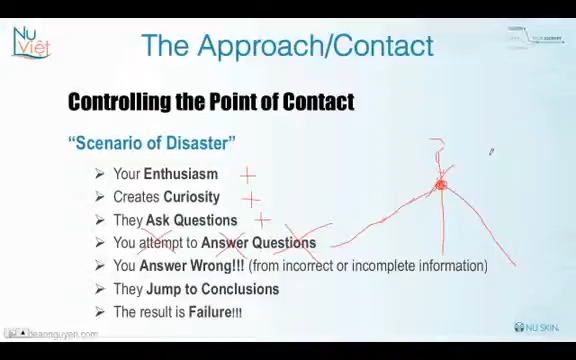 Nu
Việt
The Approach/Contact
Controlling the Point of Contact
“Scenario of Disaster”
Your Enthusiasm
Creates Curiosity
They Ask Questions
You attempt to Answer Questions
You Answer Wrong!!! (from incorrect or incomplete information)
They Jump to Conclusions
The result is Failure!!!
NU SKIN